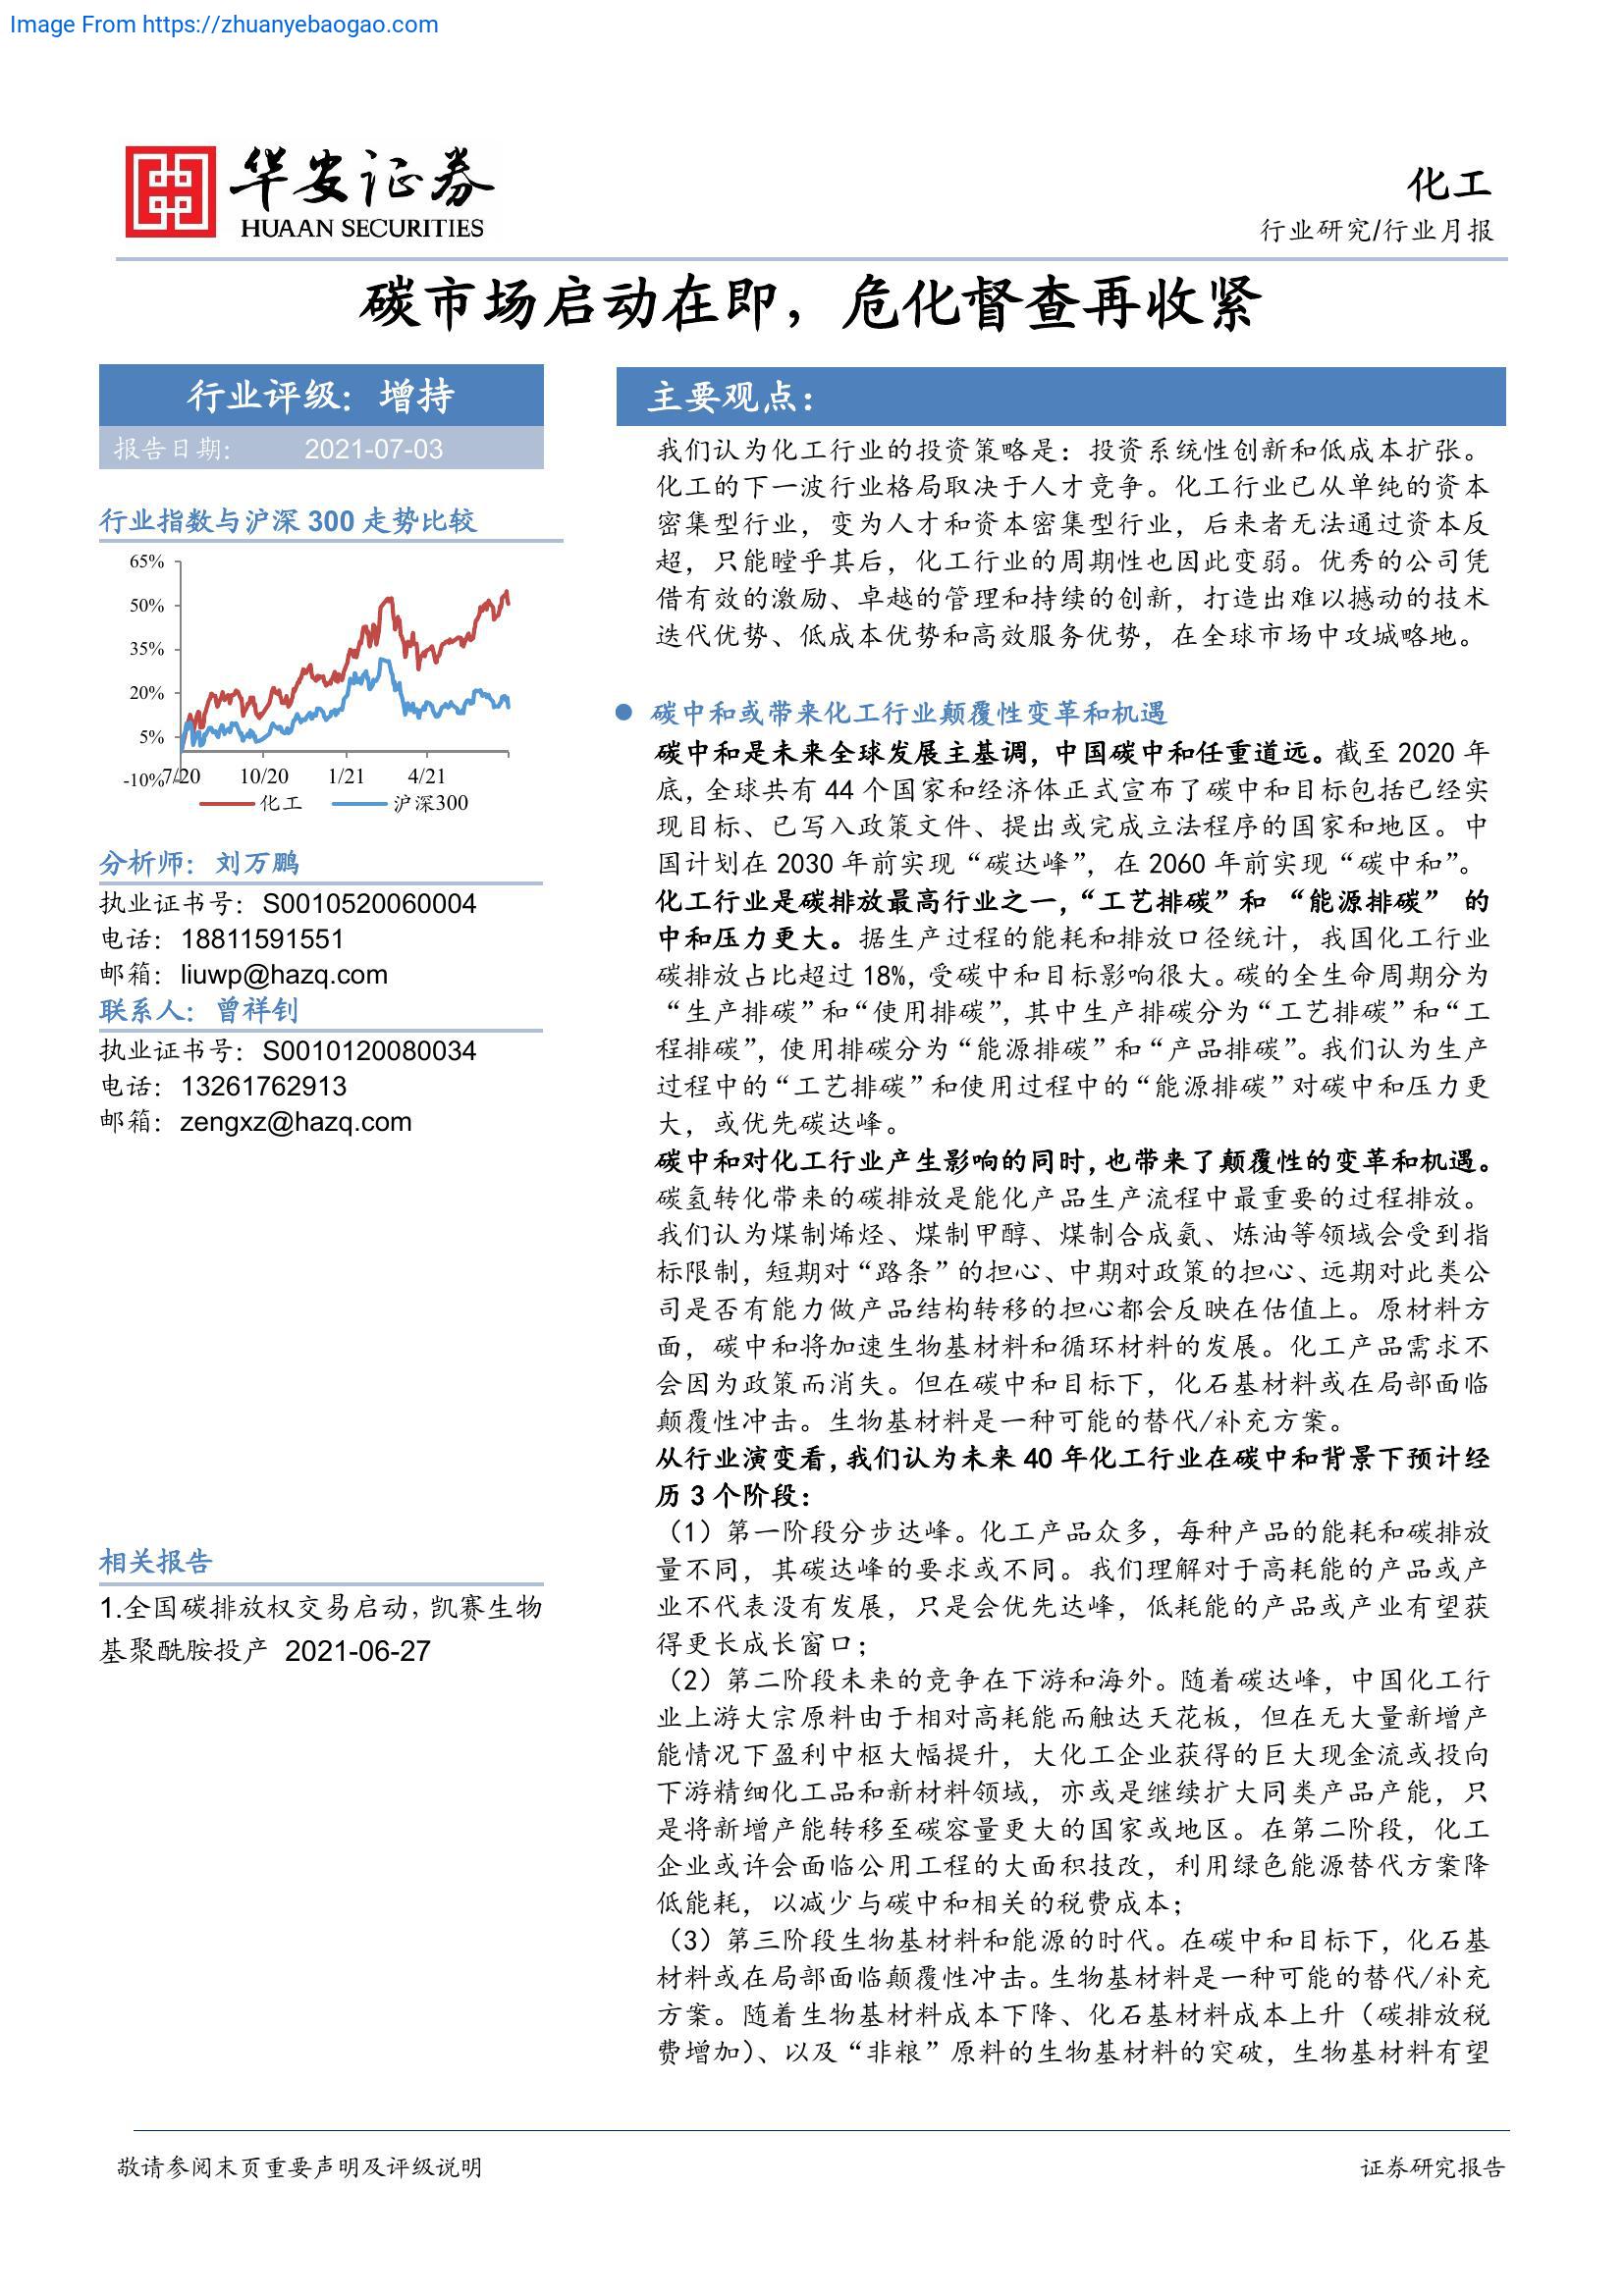 Image From https://zhuanyebaogao.com
华安证券
HUAAN SECURITIES
化工
行业研究/行业月报
碳市场启动在即，危化督查再收紧
行业评级：增持
报告日期： 2021-07-03
行业指数与沪深 300 走势比较
65%
50%
35%
20%
5%
-10%
7/20 10/20 1/21 4/21
化工 沪深300
分析师：刘万鹏
执业证书号：S0010520060004
电话：18811591551
邮箱：liuwp@hazq.com
联系人：曾祥钊
执业证书号：S0010120080034
电话：13261762913
邮箱：zengxz@hazq.com
相关报告
1.全国碳排放权交易启动，凯赛生物
基聚酰胺投产 2021-06-27
主要观点：
我们认为化工行业的投资策略是：投资系统性创新和低成本扩张。
化工的下一波行业格局取决于人才竞争。化工行业已从单纯的资本
密集型行业，变为人才和资本密集型行业，后来者无法通过资本反
超，只能瞠乎其后，化工行业的周期性也因此变弱。优秀的公司凭
借有效的激励、卓越的管理和持续的创新，打造出难以撼动的技术
迭代优势、低成本优势和高效服务优势，在全球市场中攻城略地。
● 碳中和或带来化工行业颠覆性变革和机遇
碳中和是未来全球发展主基调，中国碳中和任重道远。截至 2020 年
底，全球共有 44 个国家和经济体正式宣布了碳中和目标包括已经实
现目标、已写入政策文件、提出或完成立法程序的国家和地区。中
国计划在 2030 年前实现“碳达峰”，在 2060 年前实现“碳中和”。
化工行业是碳排放最高行业之一，“工艺排碳”和 “能源排碳” 的
中和压力更大。据生产过程的能耗和排放口径统计，我国化工行业
碳排放占比超过 18%，受碳中和目标影响很大。碳的全生命周期分为
“生产排碳”和“使用排碳”，其中生产排碳分为“工艺排碳”和“工
程排碳”，使用排碳分为“能源排碳”和“产品排碳”。我们认为生产
过程中的“工艺排碳”和使用过程中的“能源排碳”对碳中和压力更
大，或优先碳达峰。
碳中和对化工行业产生影响的同时，也带来了颠覆性的变革和机遇。
碳氢转化带来的碳排放是能化产品生产流程中最重要的过程排放。
我们认为煤制烯烃、煤制甲醇、煤制合成氨、炼油等领域会受到指
标限制，短期对“路条”的担心、中期对政策的担心、远期对此类公
司是否有能力做产品结构转移的担心都会反映在估值上。原材料方
面，碳中和将加速生物基材料和循环材料的发展。化工产品需求不
会因为政策而消失。但在碳中和目标下，化石基材料或在局部面临
颠覆性冲击。生物基材料是一种可能的替代/补充方案。
从行业演变看，我们认为未来 40 年化工行业在碳中和背景下预计经
历 3 个阶段：
（1）第一阶段分步达峰。化工产品众多，每种产品的能耗和碳排放
量不同，其碳达峰的要求或不同。我们理解对于高耗能的产品或产
业不代表没有发展，只是会优先达峰，低耗能的产品或产业有望获
得更长成长窗口；
（2）第二阶段未来的竞争在下游和海外。随着碳达峰，中国化工行
业上游大宗原料由于相对高耗能而触达天花板，但在无大量新增产
能情况下盈利中枢大幅提升，大化工企业获得的巨大现金流或投向
下游精细化工品和新材料领域，亦或是继续扩大同类产品产能，只
是将新增产能转移至碳容量更大的国家或地区。在第二阶段，化工
企业或许会面临公用工程的大面积技改，利用绿色能源替代方案降
低能耗，以减少与碳中和相关的税费成本；
（3）第三阶段生物基材料和能源的时代。在碳中和目标下，化石基
材料或在局部面临颠覆性冲击。生物基材料是一种可能的替代/补充
方案。随着生物基材料成本下降、化石基材料成本上升（碳排放税
费增加）、以及“非粮”原料的生物基材料的突破，生物基材料有望
敬请参阅末页重要声明及评级说明
证券研究报告